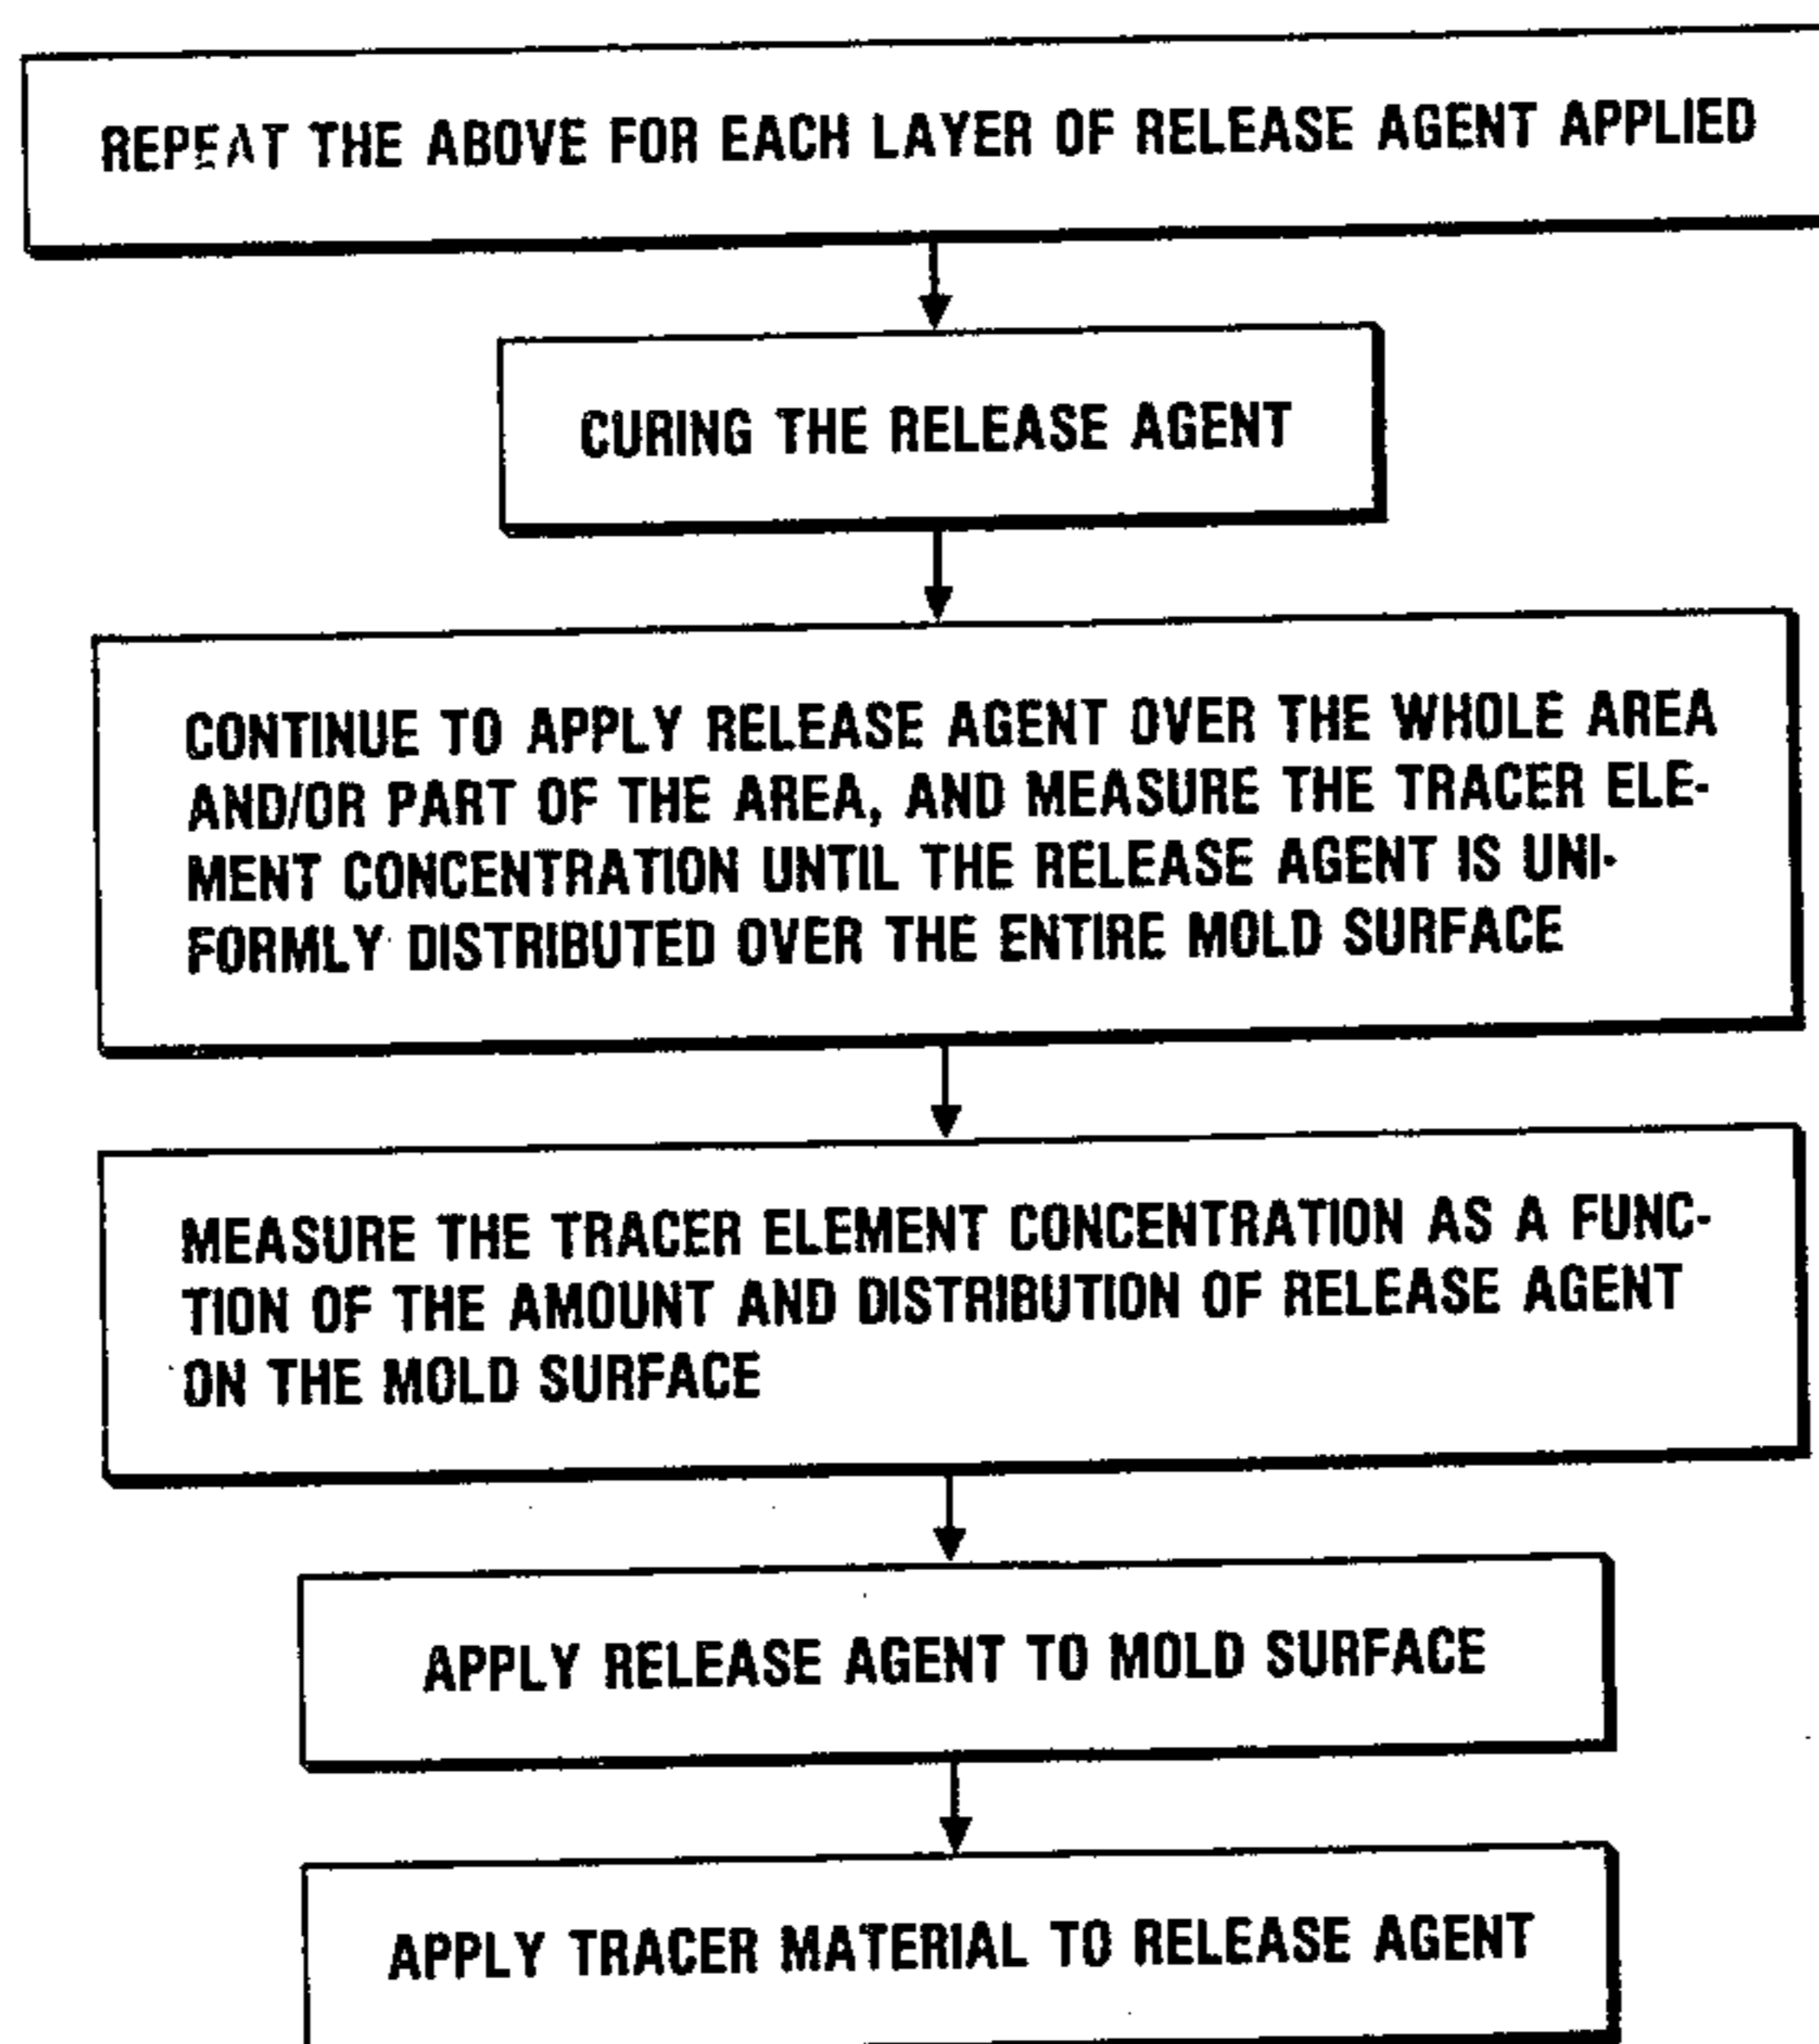 REPEAT THE ABOVE FOR EACH LAYER OF RELEASE AGENT APPLIED
CURING THE RELEASE AGENT
CONTINUE TO APPLY RELEASE AGENT OVER THE WHOLE AREA
AND/OR PART OF THE AREA, AND MEASURE THE TRACER ELE-
MENT CONCENTRATION UNTIL THE RELEASE AGENT IS UNI-
FORMLY DISTRIBUTED OVER THE ENTIRE MOLD SURFACE
MEASURE THE TRACER ELEMENT CONCENTRATION AS A FUNC-
TION OF THE AMOUNT AND DISTRIBUTION OF RELEASE AGENT
ON THE MOLD SURFACE
APPLY RELEASE AGENT TO MOLD SURFACE
APPLY TRACER MATERIAL TO RELEASE AGENT